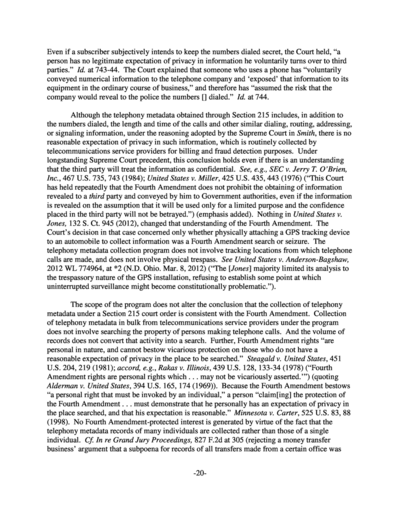 Even if a subscriber subjectively intends to keep the numbers dialed secret, the Court held, “a
person has no legitimate expectation of privacy in information he voluntarily turns over to third
parties.” Id. at 743-44. The Court explained that someone who uses a phone has “voluntarily
conveyed numerical information to the telephone company and ‘exposed’ that information to its
equipment in the ordinary course of business,” and therefore has “assumed the risk that the
company would reveal to the police the numbers [] dialed.” Id. at 744.
Although the telephony metadata obtained through Section 215 includes, in addition to
the numbers dialed, the length and time of the calls and other similar dialing, routing, addressing,
or signaling information, under the reasoning adopted by the Supreme Court in Smith, there is no
reasonable expectation of privacy in such information, which is routinely collected by
telecommunications service providers for billing and fraud detection purposes. Under
longstanding Supreme Court precedent, this conclusion holds even if there is an understanding
that the third party will treat the information as confidential. See, e.g., SEC v. Jerry T. O’Brien,
Inc., 467 U.S. 735, 743 (1984); United States v. Miller, 425 U.S. 435, 443 (1976) (“This Court
has held repeatedly that the Fourth Amendment does not prohibit the obtaining of information
revealed to a third party and conveyed by him to Government authorities, even if the information
is revealed on the assumption that it will be used only for a limited purpose and the confidence
placed in the third party will not be betrayed.”) (emphasis added). Nothing in United States v.
Jones, 132 S. Ct. 945 (2012), changed that understanding of the Fourth Amendment. The
Court’s decision in that case concerned only whether physically attaching a GPS tracking device
to an automobile to collect information was a Fourth Amendment search or seizure. The
telephony metadata collection program does not involve tracking locations from which telephone
calls are made, and does not involve physical trespass. See United States v. Anderson-Bagshaw,
2012 WL 774964, at *2 (N.D. Ohio. Mar. 8, 2012) (“The [Jones] majority limited its analysis to
the trespassory nature of the GPS installation, refusing to establish some point at which
uninterrupted surveillance might become constitutionally problematic.”).
The scope of the program does not alter the conclusion that the collection of telephony
metadata under a Section 215 court order is consistent with the Fourth Amendment. Collection
of telephony metadata in bulk from telecommunications service providers under the program
does not involve searching the property of persons making telephone calls. And the volume of
records does not convert that activity into a search. Further, Fourth Amendment rights “are
personal in nature, and cannot bestow vicarious protection on those who do not have a
reasonable expectation of privacy in the place to be searched.” Steagald v. United States, 451
U.S. 204, 219 (1981); accord, e.g., Rakas v. Illinois, 439 U.S. 128, 133-34 (1978) (“‘Fourth
Amendment rights are personal rights which . . . may not be vicariously asserted.’”) (quoting
Alderman v. United States, 394 U.S. 165, 174 (1969)). Because the Fourth Amendment bestows
“a personal right that must be invoked by an individual,” a person “claim[ing] the protection of
the Fourth Amendment . . . must demonstrate that he personally has an expectation of privacy in
the place searched, and that his expectation is reasonable.” Minnesota v. Carter, 525 U.S. 83, 88
(1998). No Fourth Amendment-protected interest is generated by virtue of the fact that the
telephony metadata records of many individuals are collected rather than those of a single
individual. Cf. In re Grand Jury Proceedings, 827 F.2d at 305 (rejecting a money transfer
business’ argument that a subpoena for records of all transfers made from a certain office was
-20-